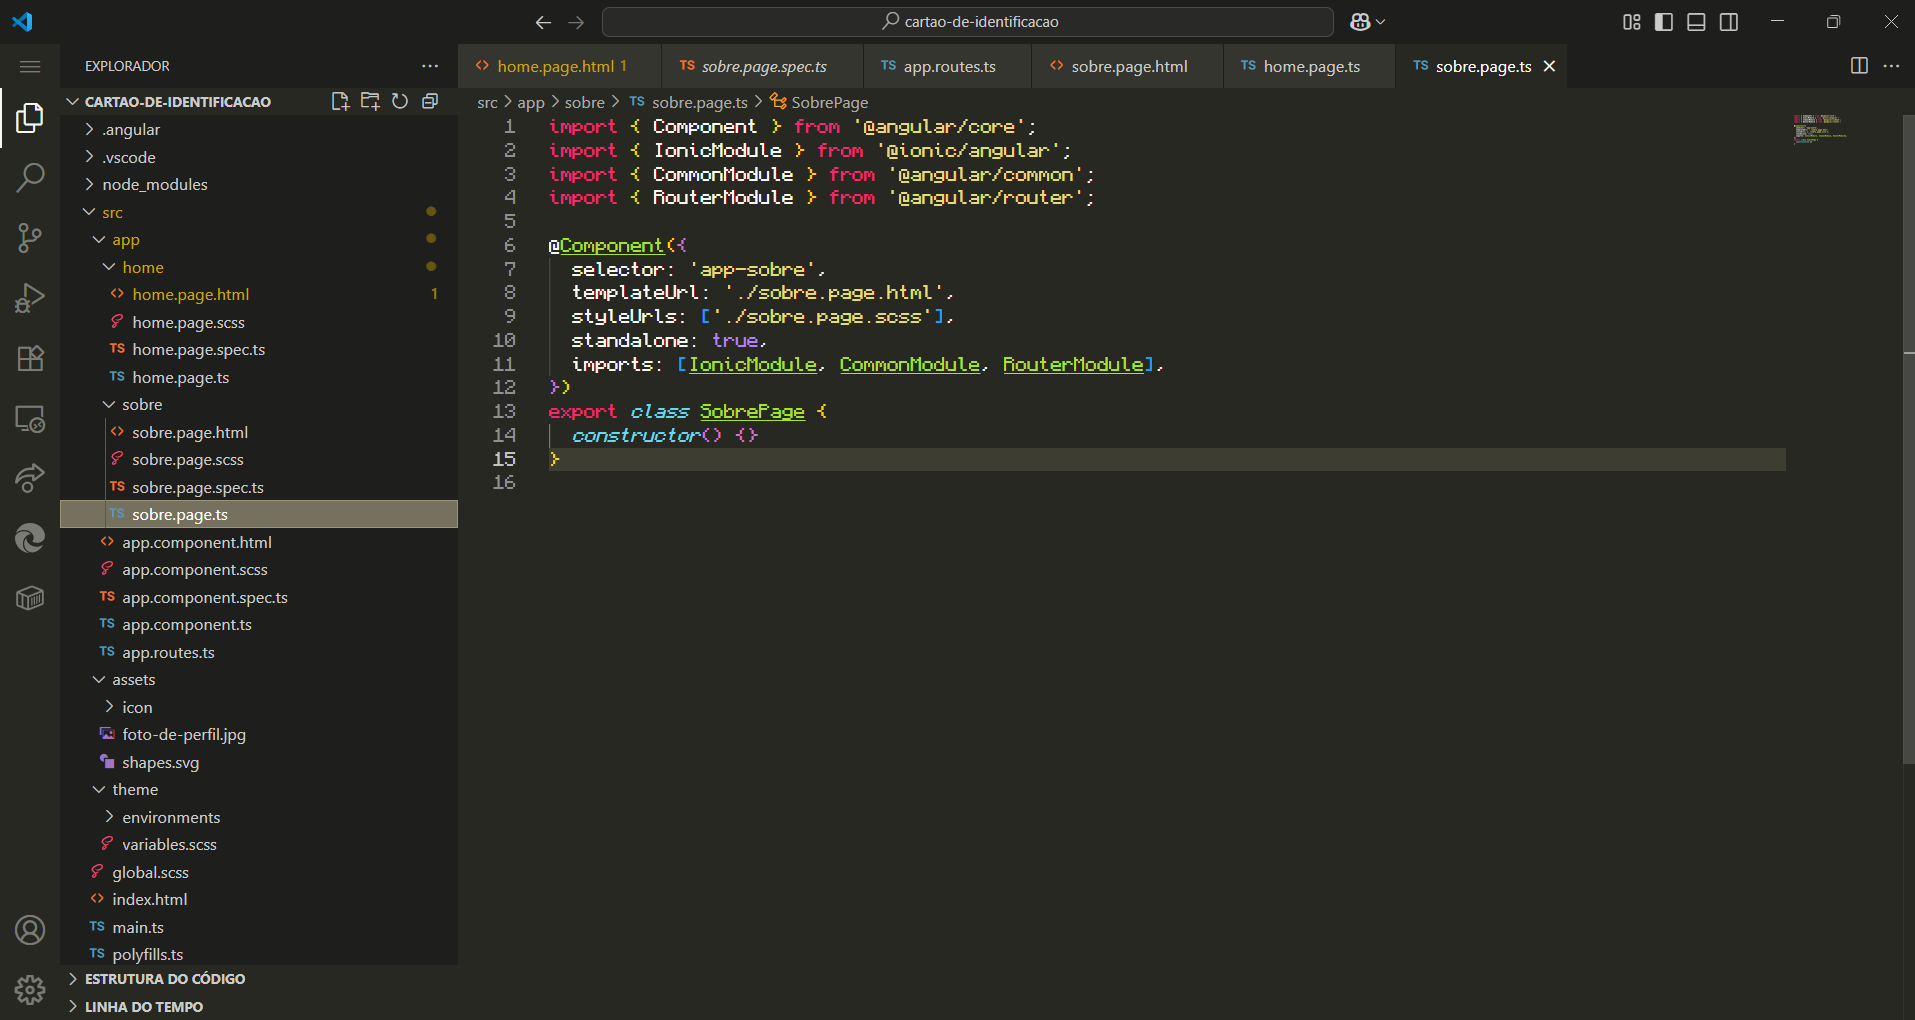 cartao-de-identificacao
EXPLORADOR
CARTAO-DE-IDENTIFICACAO
.angular
.vscode
node_modules
src
app
home
home.page.html 1
home.page.scss
TS home.page.spec.ts
TS home.page.ts
sobre
sobre.page.html
sobre.page.scss
TS sobre.page.spec.ts
TS sobre.page.ts
app.component.html
app.component.scss
TS app.component.spec.ts
TS app.component.ts
TS app.routes.ts
assets
icon
foto-de-perfil.jpg
shapes.svg
theme
environments
variables.scss
global.scss
index.html
TS main.ts
TS polyfills.ts
ESTRUTURA DO CÓDIGO
LINHA DO TEMPO
home.page.html 1
TS sobre.page.spec.ts
TS app.routes.ts
sobre.page.html
TS home.page.ts
TS sobre.page.ts
src > app > sobre > TS sobre.page.ts > SobrePage
1 import { Component } from '@angular/core';
2 import { IonicModule } from '@ionic/angular';
3 import { CommonModule } from '@angular/common';
4 import { RouterModule } from '@angular/router';
5
6 @Component({
7 selector: 'app-sobre',
8 templateUrl: './sobre.page.html',
9 styleUrls: ['./sobre.page.scss'],
10 standalone: true,
11 imports: [IonicModule, CommonModule, RouterModule],
12 })
13 export class SobrePage {
14 constructor() {}
15 }
16